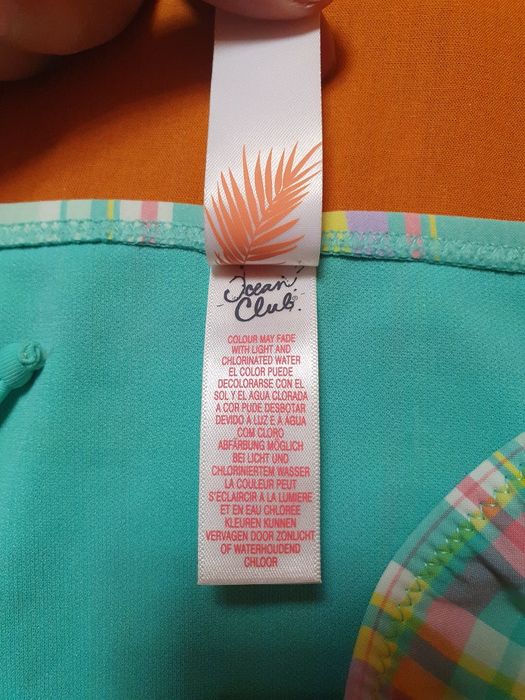 Ocean
Club
COLOUR MAY FADE
WITH LIGHT AND
CHLORINATED WATER
EL COLOR PUEDE
DECOLORARSE CON EL
SOL Y EL AGUA CLORADA
A COR PUDE DESBOTAR
DEVIDO À LUZ E À ÁGUA
COM CLORO
ABFÄRBUNG MÖGLICH
BEI LICHT UND
CHLORINIERTEM WASSER
LA COULEUR PEUT
S'ECLAIRCIR A LA LUMIERE
ET EN EAU CHLORÉE
KLEUREN KUNNEN
VERVAGEN DOOR ZONLICHT
OF WATERHOUDEND
CHLOOR